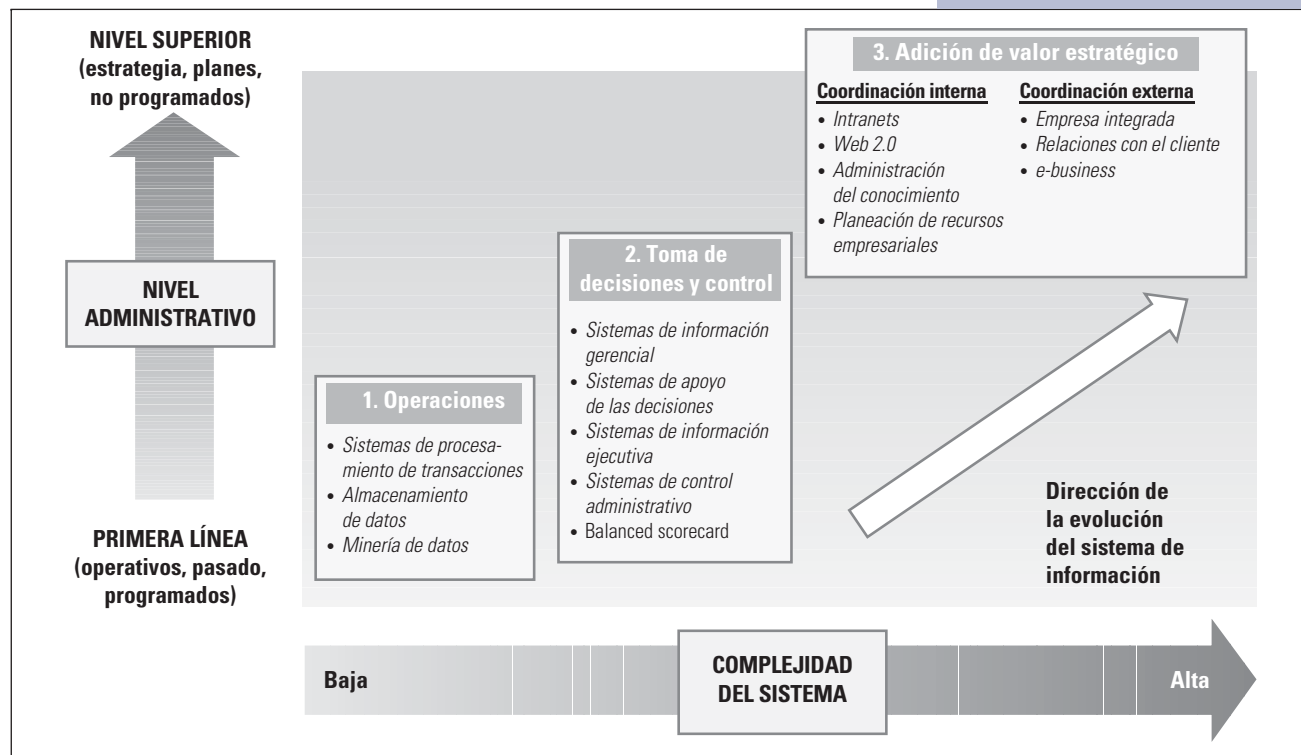 NIVEL SUPERIOR
(estrategia, planes,
no programados)
NIVEL
ADMINISTRATIVO
PRIMERA LÍNEA
(operativos, pasado,
programados)
1. Operaciones
• Sistemas de procesa-
miento de transacciones
• Almacenamiento
de datos
• Minería de datos
2. Toma de
decisiones y control
• Sistemas de información
gerencial
• Sistemas de apoyo
de las decisiones
• Sistemas de información
ejecutiva
• Sistemas de control
administrativo
• Balanced scorecard
3. Adición de valor estratégico
Coordinación interna
• Intranets
• Web 2.0
• Administración
del conocimiento
• Planeación de recursos
empresariales
Coordinación externa
• Empresa integrada
• Relaciones con el cliente
• e-business
Dirección de
la evolución
del sistema de
información
Baja
COMPLEJIDAD
DEL SISTEMA
Alta